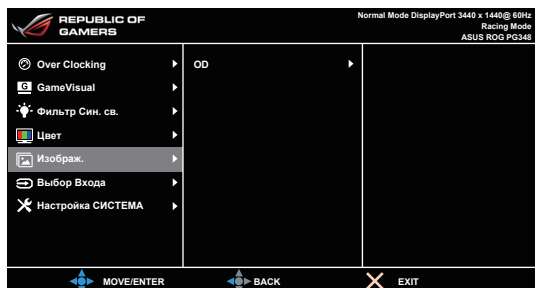 REPUBLIC OF
GAMERS
Normal Mode DisplayPort 3440 x 1440@ 60Hz
Racing Mode
ASUS ROG PG348
Over Clocking
OD
G GameVisual
Фильтр Син. св.
Цвет
Изображ.
Выбор Входа
Настройка СИСТЕМА
MOVE/ENTER
BACK
EXIT